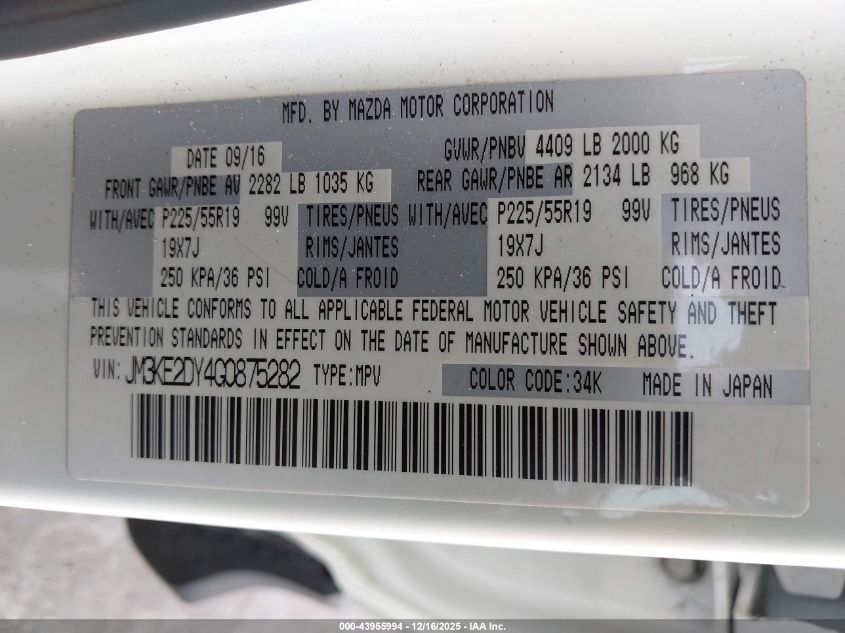 MFD. BY MAZDA MOTOR CORPORATION
DATE 09/16 GVWR/PNBV 4409 LB 2000 KG
FRONT GAWR/PNBE AV 2282 LB 1035 KG REAR GAWR/PNBE AR 2134 LB 968 KG
WITH/AVEC P225/55R19 99V TIRES/PNEUS WITH/AVEC P225/55R19 99V TIRES/PNEUS
19X7J RIMS/JANTES 19X7J RIMS/JANTES
250 KPA/36 PSI COLD/A FROID 250 KPA/36 PSI COLD/A FROID
THIS VEHICLE CONFORMS TO ALL APPLICABLE FEDERAL MOTOR VEHICLE SAFETY AND THEFT
PREVENTION STANDARDS IN EFFECT ON THE DATE OF MANUFACTURE SHOWN ABOVE.
VIN: JM3KE2DY4G0875282 TYPE:MPV COLOR CODE:34K MADE IN JAPAN
000-43955994 - 12/16/2025 - IAA Inc.